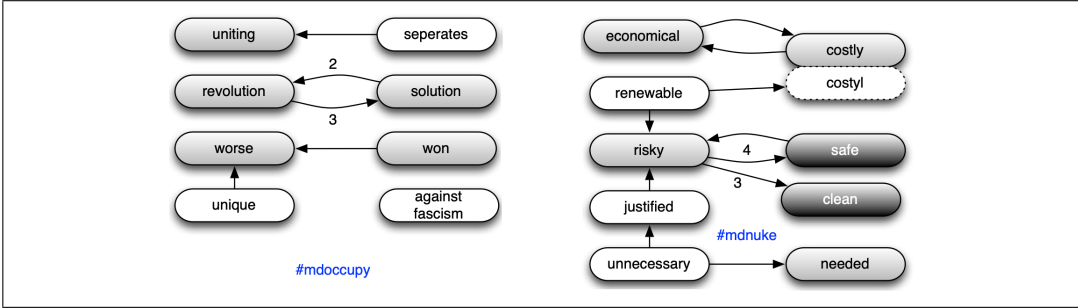 uniting
seperates
2
revolution
solution
3
worse
won
unique
against
fascism
#mdoccupy
economical
costly
costyl
renewable
risky
4
safe
3
clean
justified
#mdnuke
unnecessary
needed